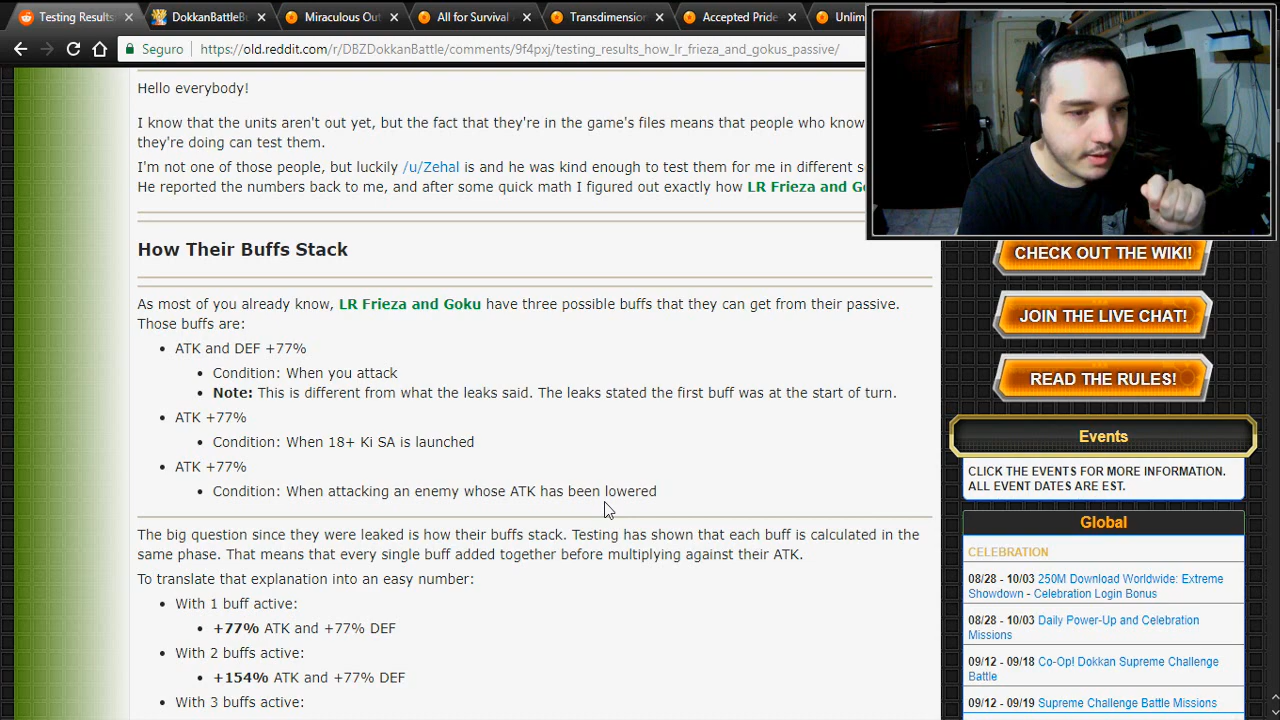 Testing Results
DokkanBattleB
Miraculous Out
All for Survival
Transdimension
Accepted Pride
Unlim
Seguro
https://old.reddit.com/r/DBZDokkanBattle/comments/9f4pxj/testing_results_how_lr_frieza_and_gokus_passive/
Hello everybody!
I know that the units aren't out yet, but the fact that they're in the game's files means that people who know
they're doing can test them.
I'm not one of those people, but luckily /u/Zehal is and he was kind enough to test them for me in different s
He reported the numbers back to me, and after some quick math I figured out exactly how LR Frieza and Go
How Their Buffs Stack
As most of you already know, LR Frieza and Goku have three possible buffs that they can get from their passive.
Those buffs are:
• ATK and DEF +77%
• Condition: When you attack
• Note: This is different from what the leaks said. The leaks stated the first buff was at the start of turn.
• ATK +77%
• Condition: When 18+ Ki SA is launched
• ATK +77%
• Condition: When attacking an enemy whose ATK has been lowered
The big question since they were leaked is how their buffs stack. Testing has shown that each buff is calculated in the
same phase. That means that every single buff added together before multiplying against their ATK.
To translate that explanation into an easy number:
• With 1 buff active:
• +77% ATK and +77% DEF
• With 2 buffs active:
• +154% ATK and +77% DEF
• With 3 buffs active:
CHECK OUT THE WIKI!
JOIN THE LIVE CHAT!
READ THE RULES!
Events
CLICK THE EVENTS FOR MORE INFORMATION.
ALL EVENT DATES ARE EST.
Global
CELEBRATION
08/28 - 10/03 250M Download Worldwide: Extreme
Showdown - Celebration Login Bonus
08/28 - 10/03 Daily Power-Up and Celebration
Missions
09/12 - 09/18 Co-Op! Dokkan Supreme Challenge
Battle
09/12 - 09/19 Supreme Challenge Battle Missions